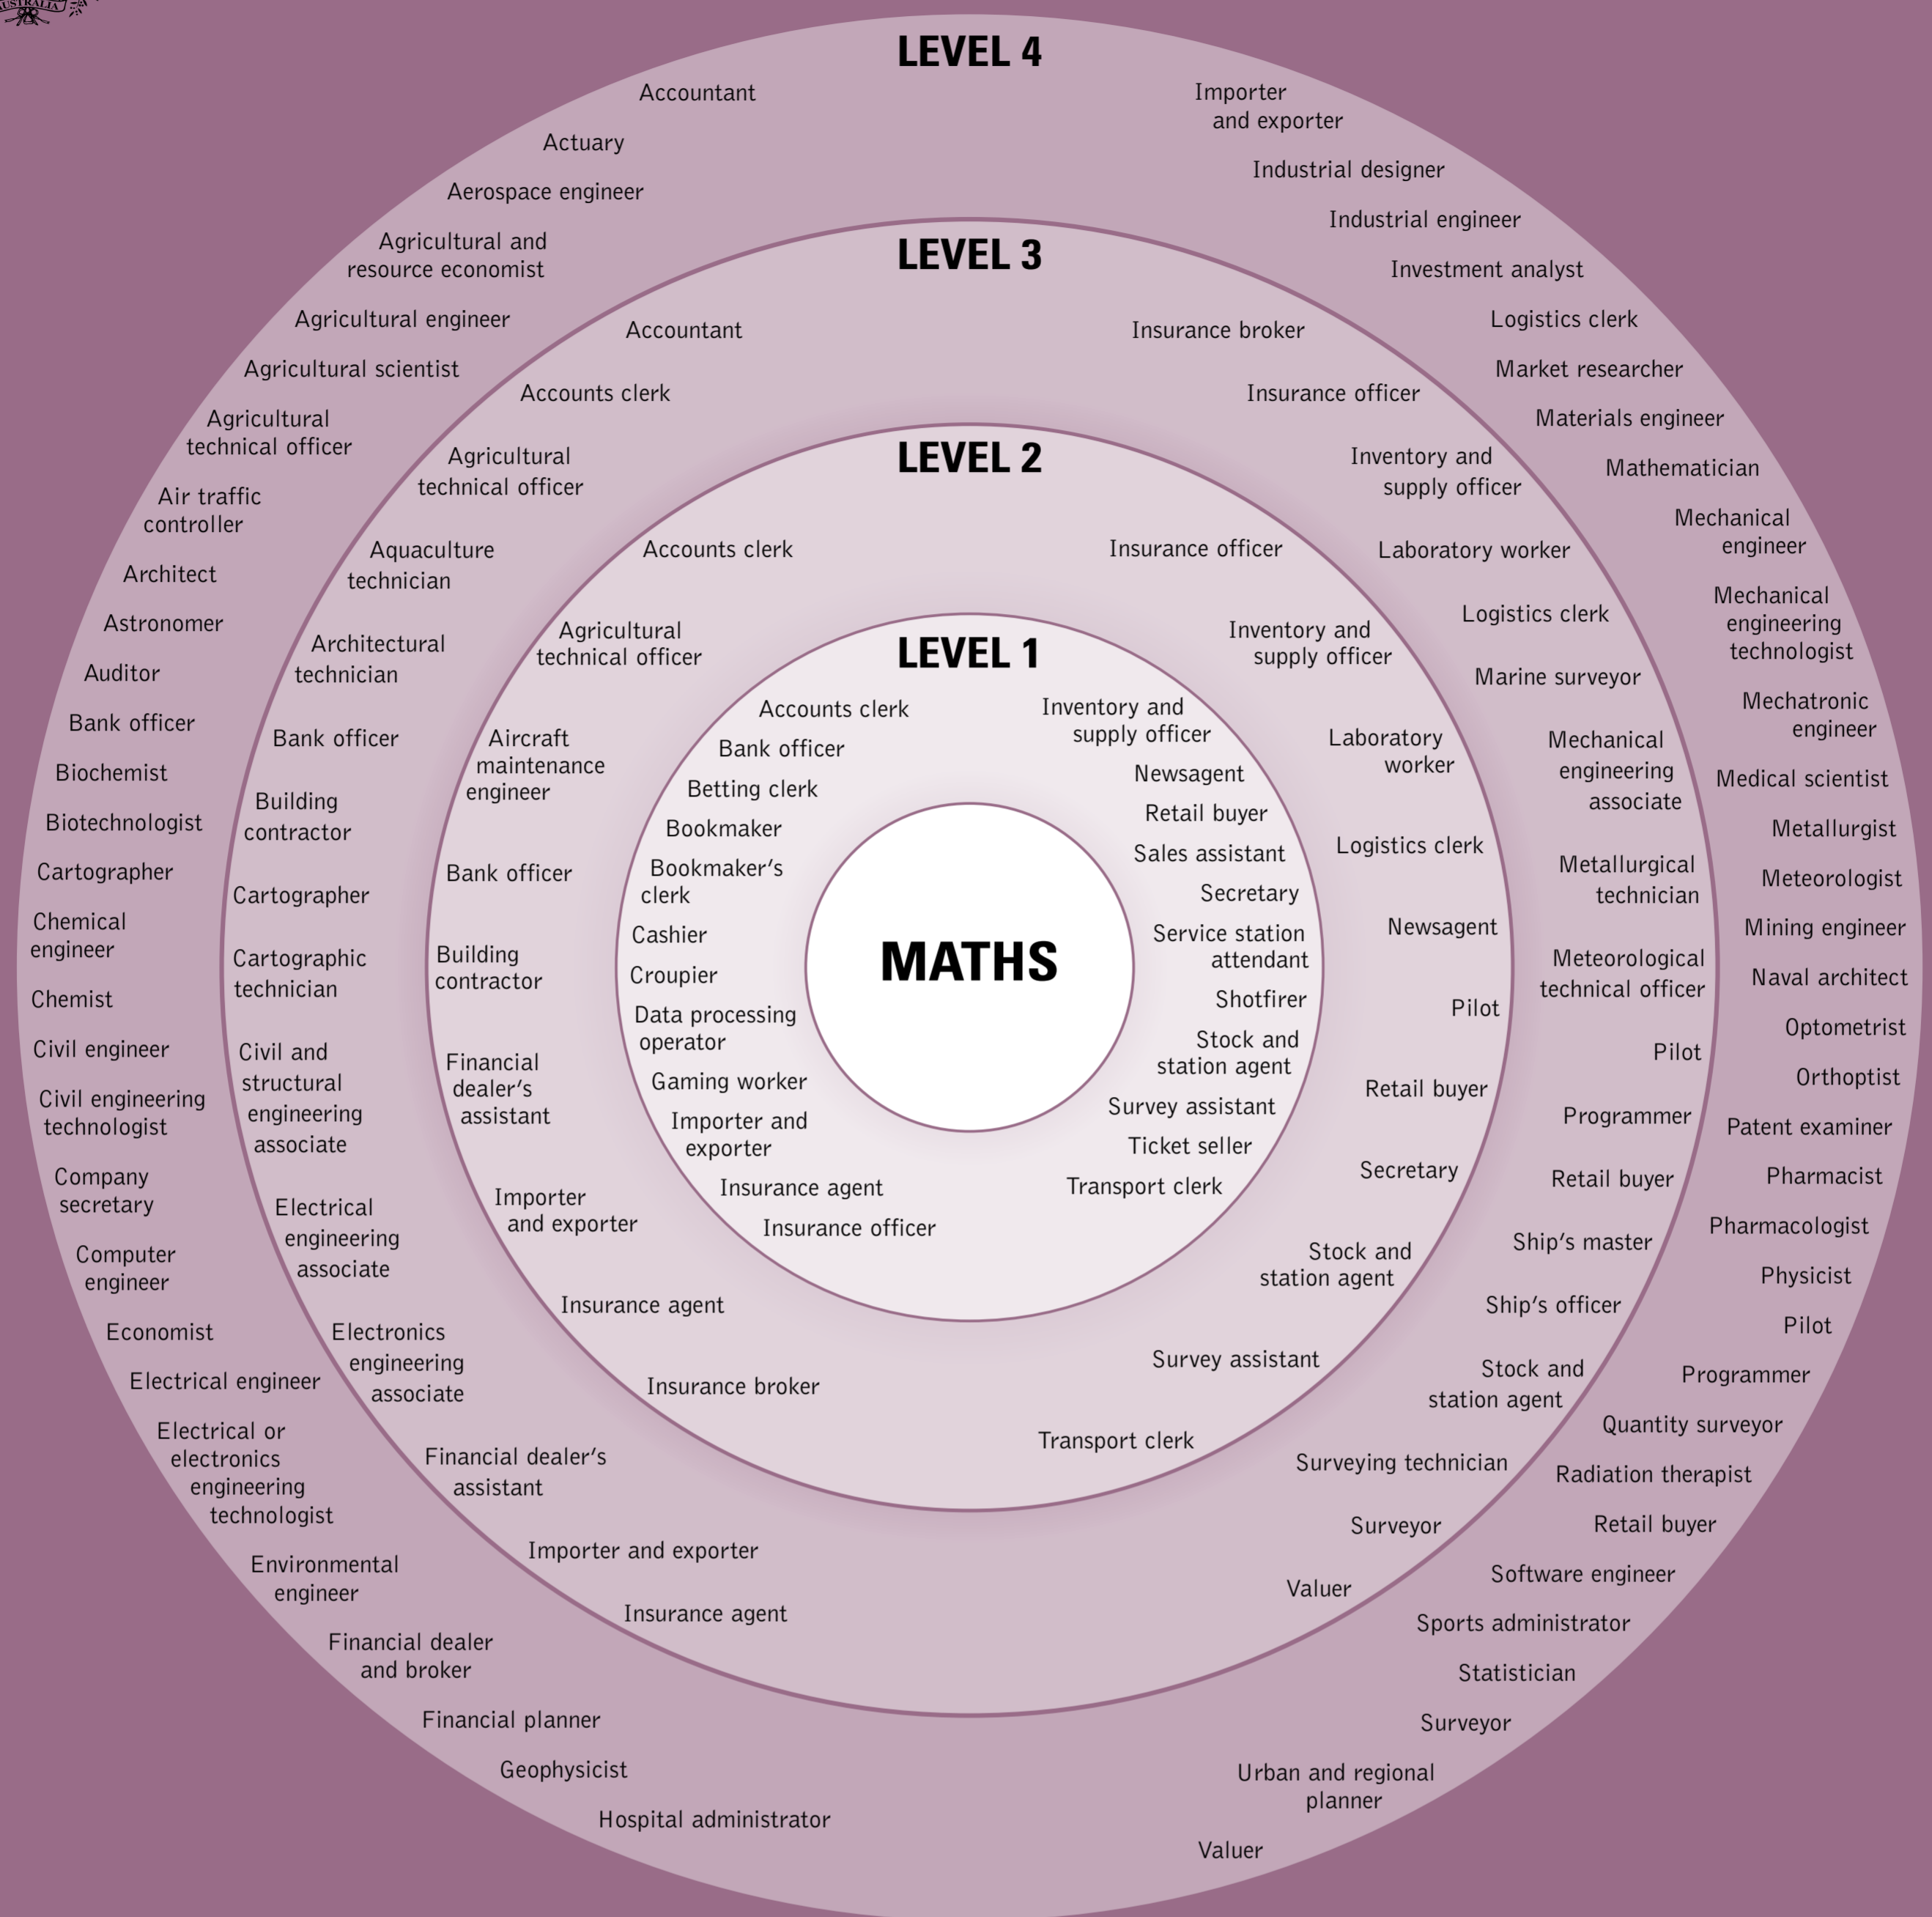 AUSTRALIA
LEVEL 4
Accountant
Actuary
Aerospace engineer
Agricultural and
resource economist
Agricultural engineer
Agricultural scientist
Agricultural
technical officer
Air traffic
controller
Architect
Astronomer
Auditor
Bank officer
Biochemist
Biotechnologist
Cartographer
Chemical
engineer
Chemist
Civil engineer
Civil engineering
technologist
Company
secretary
Computer
engineer
Economist
Electrical engineer
Electrical or
electronics
engineering
technologist
Environmental
engineer
Financial dealer
and broker
Financial planner
Geophysicist
Hospital administrator
Importer
and exporter
Industrial designer
Industrial engineer
Investment analyst
Logistics clerk
Market researcher
Materials engineer
Mathematician
Mechanical
engineer
Mechanical
engineering
technologist
Mechatronic
engineer
Medical scientist
Metallurgist
Meteorologist
Mining engineer
Naval architect
Optometrist
Orthoptist
Patent examiner
Pharmacist
Pharmacologist
Physicist
Pilot
Programmer
Quantity surveyor
Radiation therapist
Retail buyer
Software engineer
Sports administrator
Statistician
Surveyor
Urban and regional
planner
Valuer
LEVEL 3
Accountant
Accounts clerk
Agricultural
technical officer
Aquaculture
technician
Architectural
technician
Bank officer
Building
contractor
Cartographer
Cartographic
technician
Civil and
structural
engineering
associate
Electrical
engineering
associate
Electronics
engineering
associate
Financial dealer's
assistant
Importer and exporter
Insurance agent
Insurance broker
Insurance officer
Inventory and
supply officer
Laboratory worker
Logistics clerk
Marine surveyor
Mechanical
engineering
associate
Metallurgical
technician
Meteorological
technical officer
Pilot
Programmer
Retail buyer
Ship's master
Ship's officer
Stock and
station agent
Surveying technician
Surveyor
Valuer
LEVEL 2
Accounts clerk
Agricultural
technical officer
Aircraft
maintenance
engineer
Bank officer
Building
contractor
Financial
dealer's
assistant
Importer
and exporter
Insurance agent
Insurance broker
Insurance officer
Inventory and
supply officer
Laboratory
worker
Logistics clerk
Newsagent
Pilot
Retail buyer
Secretary
Stock and
station agent
Survey assistant
Transport clerk
LEVEL 1
Accounts clerk
Bank officer
Betting clerk
Bookmaker
Bookmaker's
clerk
Cashier
Croupier
Data processing
operator
Gaming worker
Importer and
exporter
Insurance agent
Insurance officer
Inventory and
supply officer
Newsagent
Retail buyer
Sales assistant
Secretary
Service station
attendant
Shotfirer
Stock and
station agent
Survey assistant
Ticket seller
Transport clerk
MATHS